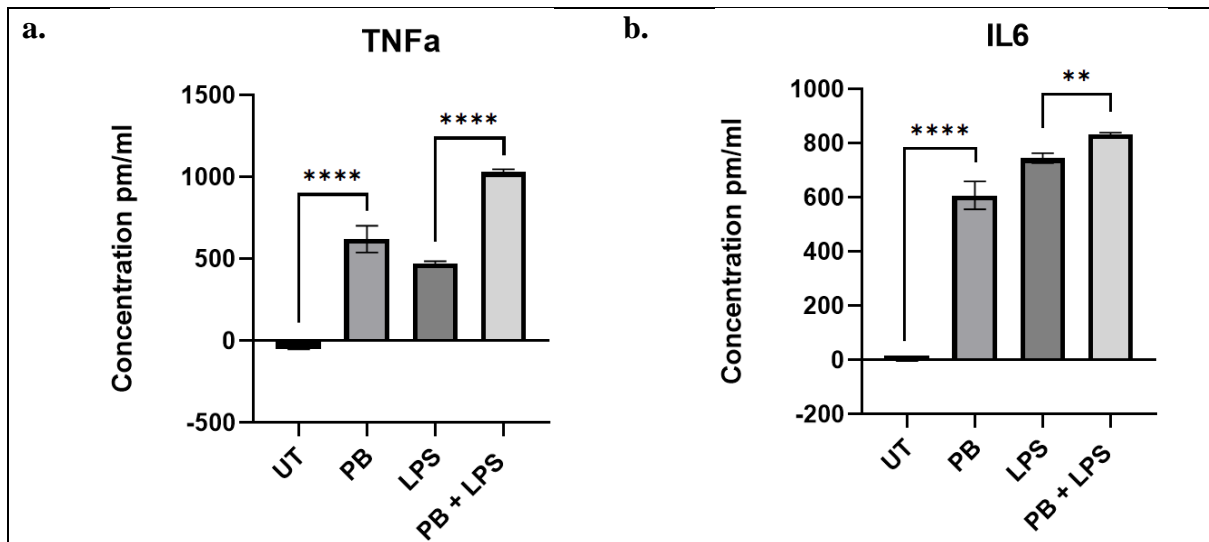 a.
TNFa
Concentration pm/ml
1500
1000
500
0
-500
****
****
UT
PB
LPS
PB + LPS
b.
IL6
Concentration pm/ml
1000
800
600
400
200
0
-200
****
**
UT
PB
LPS
PB + LPS